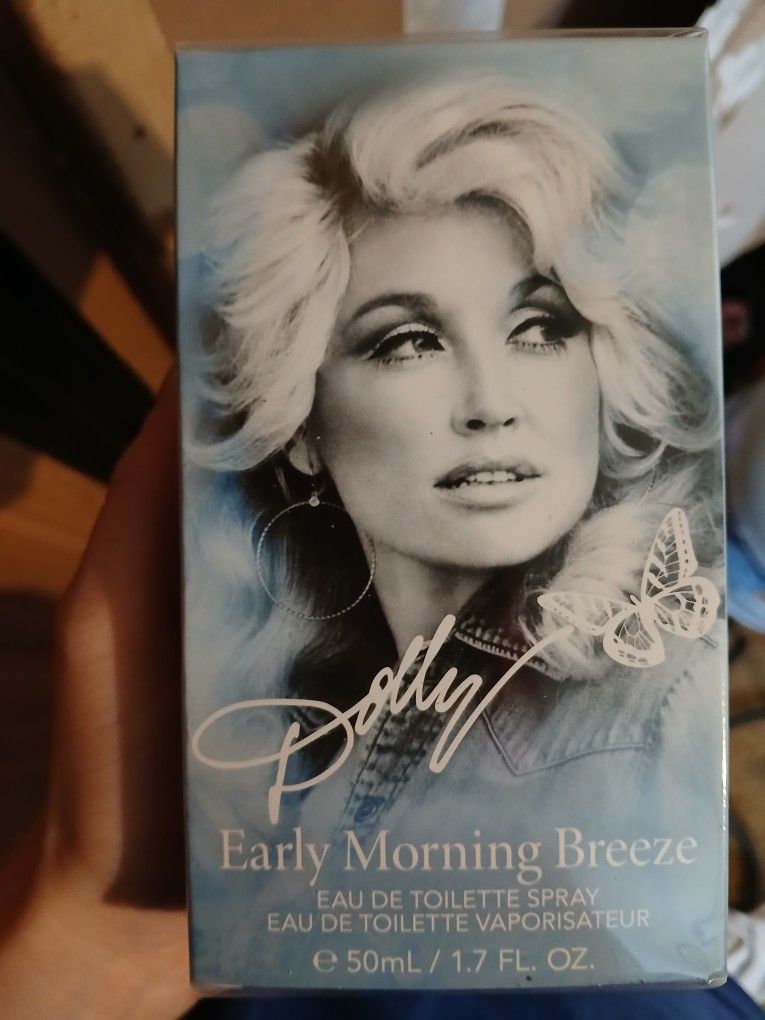 Dolly
Early Morning Breeze
EAU DE TOILETTE SPRAY
EAU DE TOILETTE VAPORISATEUR
℮ 50mL / 1.7 FL. OZ.